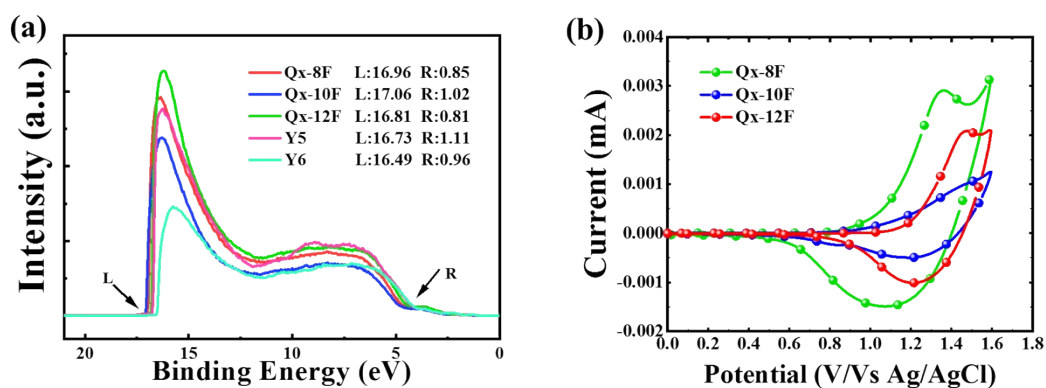 (a)
Intensity (a.u.)
Qx-8F L:16.96 R:0.85
Qx-10F L:17.06 R:1.02
Qx-12F L:16.81 R:0.81
Y5 L:16.73 R:1.11
Y6 L:16.49 R:0.96
L
R
20 15 10 5 0
Binding Energy (eV)
(b)
Current (mA)
0.004
0.003
0.002
0.001
0.000
-0.001
-0.002
Qx-8F
Qx-10F
Qx-12F
0.0 0.2 0.4 0.6 0.8 1.0 1.2 1.4 1.6 1.8
Potential (V/Vs Ag/AgCl)